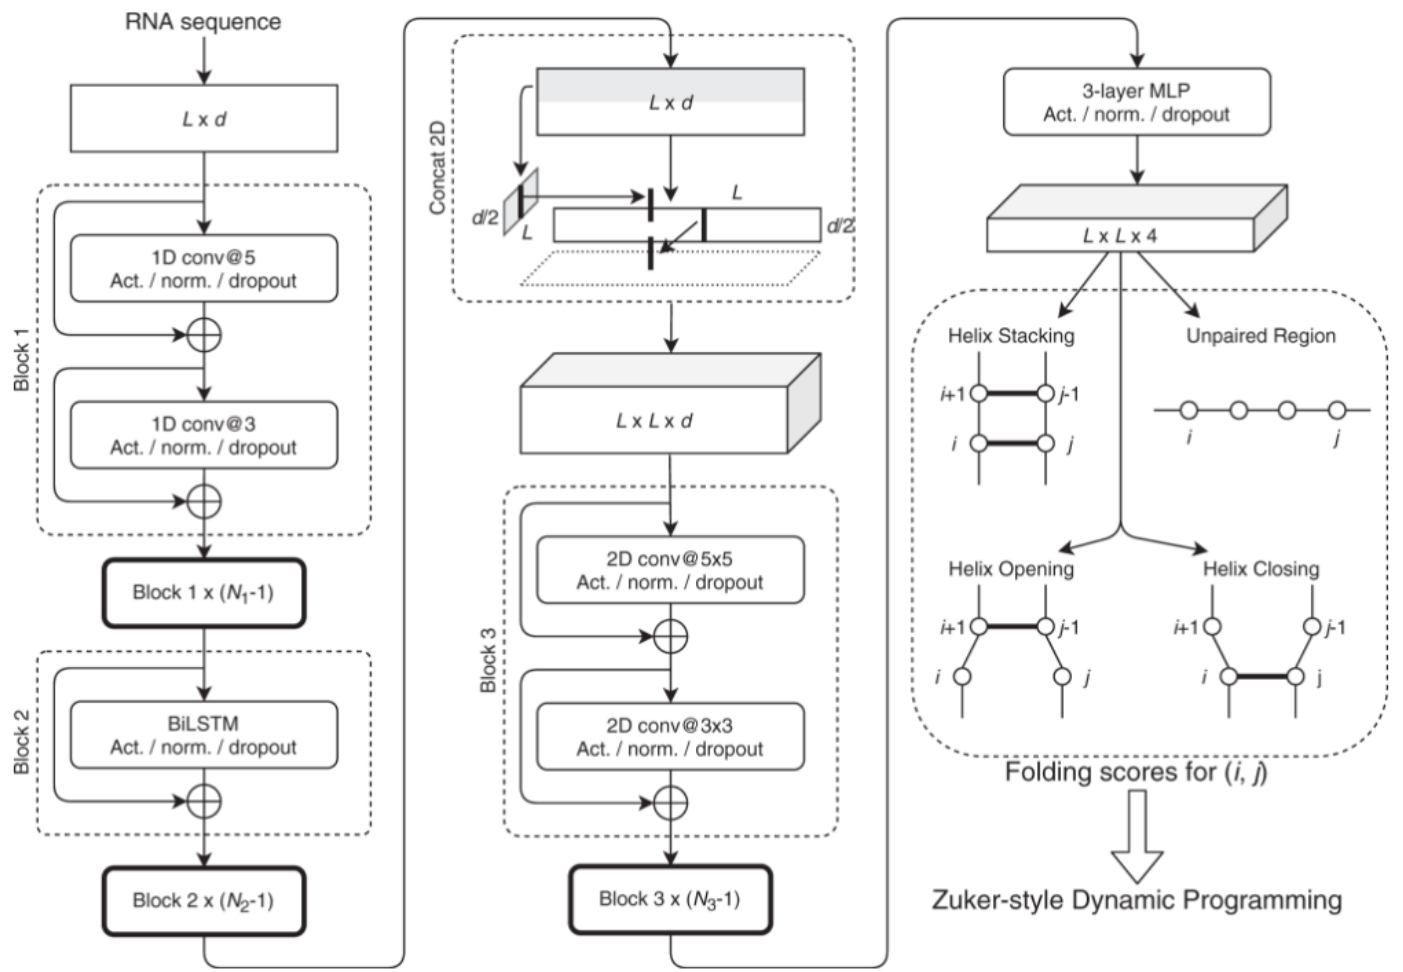 RNA sequence
L x d
Block 1
1D conv@5
Act. / norm. / dropout
1D conv@3
Act. / norm. / dropout
Block 1 x (N1-1)
Block 2
BiLSTM
Act. / norm. / dropout
Block 2 x (N2-1)
Concat 2D
L x d
d/2
L
L
d/2
L x L x d
Block 3
2D conv@5x5
Act. / norm. / dropout
2D conv@3x3
Act. / norm. / dropout
Block 3 x (N3-1)
3-layer MLP
Act. / norm. / dropout
L x L x 4
Helix Stacking
i+1
j-1
i
j
Unpaired Region
i
j
Helix Opening
i+1
j-1
i
j
Helix Closing
i+1
j-1
i
j
Folding scores for (i, j)
Zuker-style Dynamic Programming